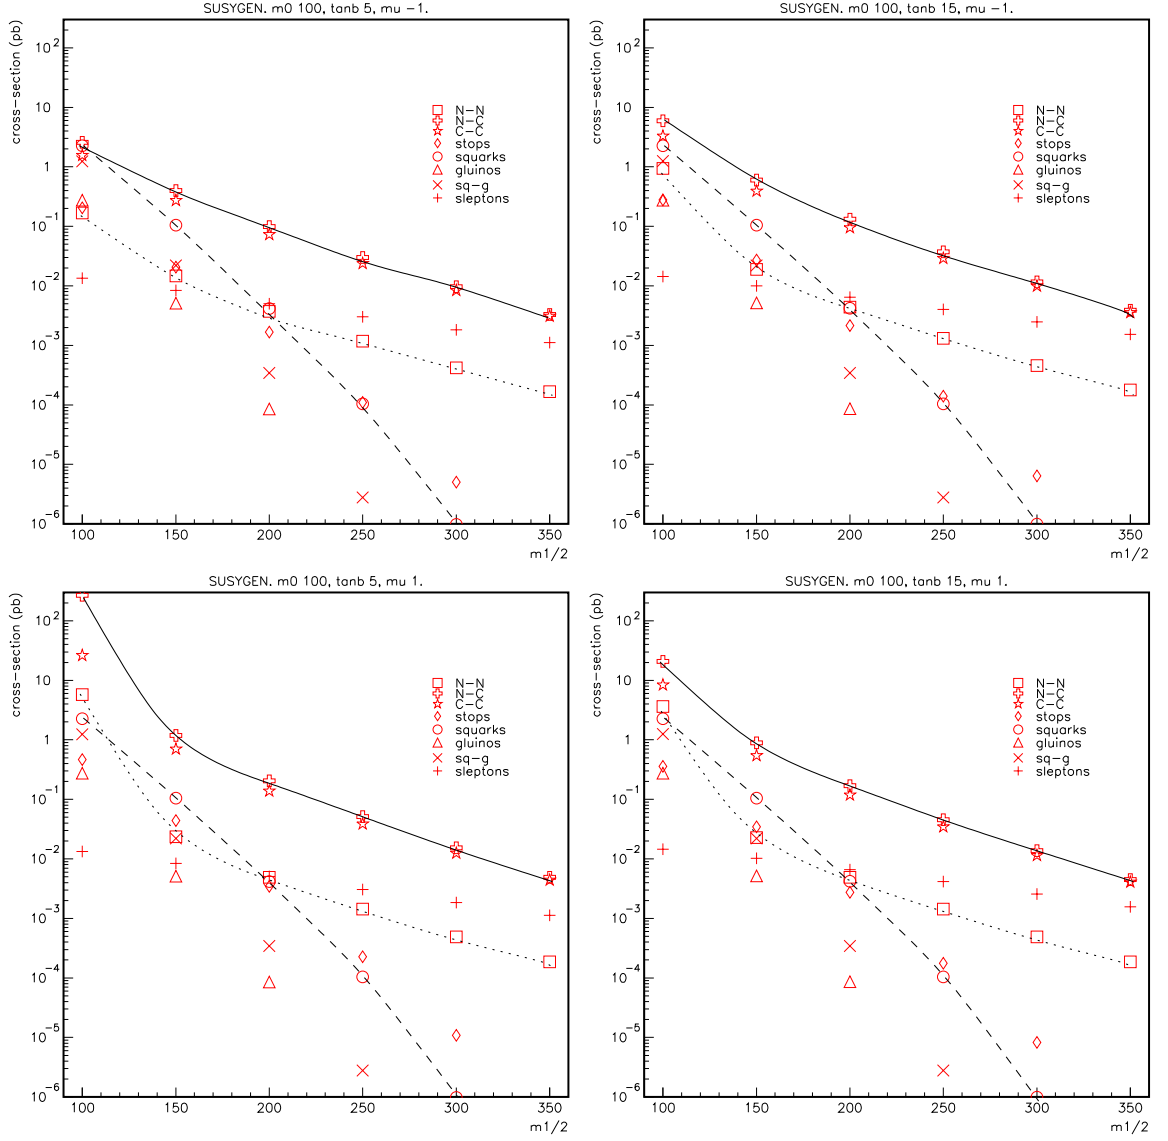 SUSYGEN. m0 100, tanb 5, mu −1.
cross−section (pb)
10^2
10
1
10^−1
10^−2
10^−3
10^−4
10^−5
10^−6
N−N
N−C
C−C
stops
squarks
gluinos
sq−g
sleptons
100 150 200 250 300 350
m1/2
SUSYGEN. m0 100, tanb 15, mu −1.
cross−section (pb)
10^2
10
1
10^−1
10^−2
10^−3
10^−4
10^−5
10^−6
N−N
N−C
C−C
stops
squarks
gluinos
sq−g
sleptons
100 150 200 250 300 350
m1/2
SUSYGEN. m0 100, tanb 5, mu 1.
cross−section (pb)
10^2
10
1
10^−1
10^−2
10^−3
10^−4
10^−5
10^−6
N−N
N−C
C−C
stops
squarks
gluinos
sq−g
sleptons
100 150 200 250 300 350
m1/2
SUSYGEN. m0 100, tanb 15, mu 1.
cross−section (pb)
10^2
10
1
10^−1
10^−2
10^−3
10^−4
10^−5
10^−6
N−N
N−C
C−C
stops
squarks
gluinos
sq−g
sleptons
100 150 200 250 300 350
m1/2